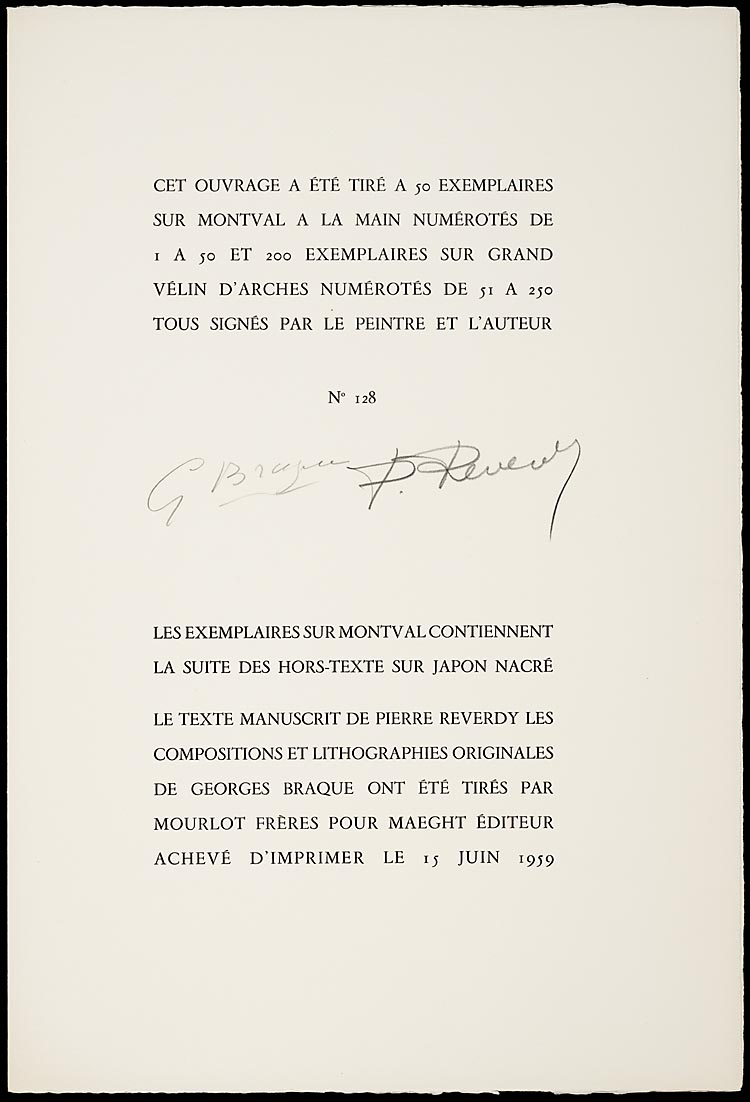 CET OUVRAGE A ÉTÉ TIRÉ A 50 EXEMPLAIRES
SUR MONTVAL A LA MAIN NUMÉROTÉS DE
1 A 50 ET 200 EXEMPLAIRES SUR GRAND
VÉLIN D'ARCHES NUMÉROTÉS DE 51 A 250
TOUS SIGNÉS PAR LE PEINTRE ET L'AUTEUR
Nº 128
G Braque P. Reverdy
LES EXEMPLAIRES SUR MONTVAL CONTIENNENT
LA SUITE DES HORS-TEXTE SUR JAPON NACRÉ
LE TEXTE MANUSCRIT DE PIERRE REVERDY LES
COMPOSITIONS ET LITHOGRAPHIES ORIGINALES
DE GEORGES BRAQUE ONT ÉTÉ TIRÉS PAR
MOURLOT FRÈRES POUR MAEGHT ÉDITEUR
ACHEVÉ D'IMPRIMER LE 15 JUIN 1959